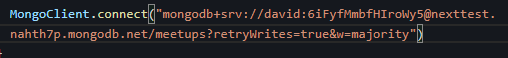 MongoClient.connect("mongodb+srv://david:6iFyfMmbfHIroWy5@nexttest.
nahth7p.mongodb.net/meetups?retryWrites=true&w=majority")